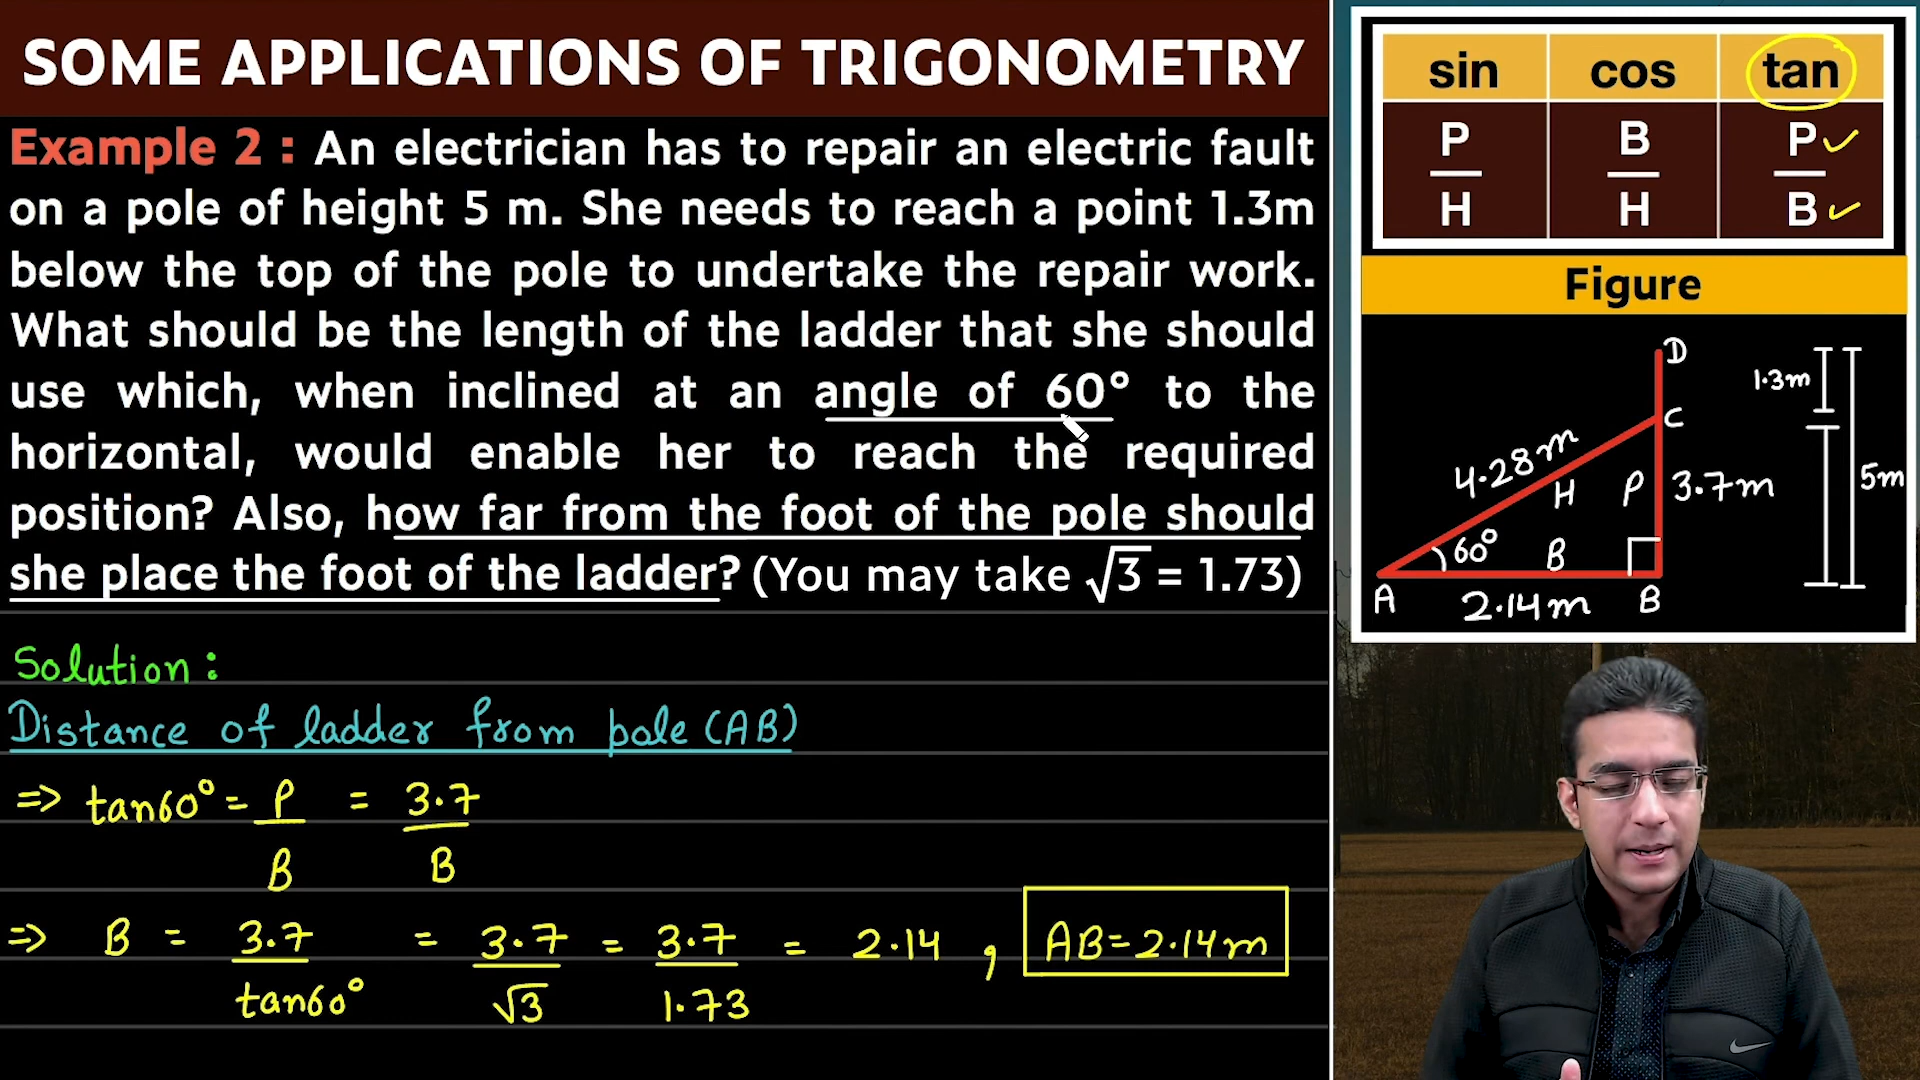 SOME APPLICATIONS OF TRIGONOMETRY
Example 2 : An electrician has to repair an electric fault
on a pole of height 5 m. She needs to reach a point 1.3m
below the top of the pole to undertake the repair work.
What should be the length of the ladder that she should
use which, when inclined at an angle of 60° to the
horizontal, would enable her to reach the required
position? Also, how far from the foot of the pole should
she place the foot of the ladder? (You may take √3 = 1.73)
Solution :
Distance of ladder from pole (AB)
⇒ tan60° = P/B = 3.7/B
⇒ B = 3.7/tan60° = 3.7/√3 = 3.7/1.73 = 2.14 , AB = 2.14m
sin cos tan
P/H B/H P/B
Figure
D
1.3m
C
4.28m
H P 3.7m 5m
60° B
A 2.14m B